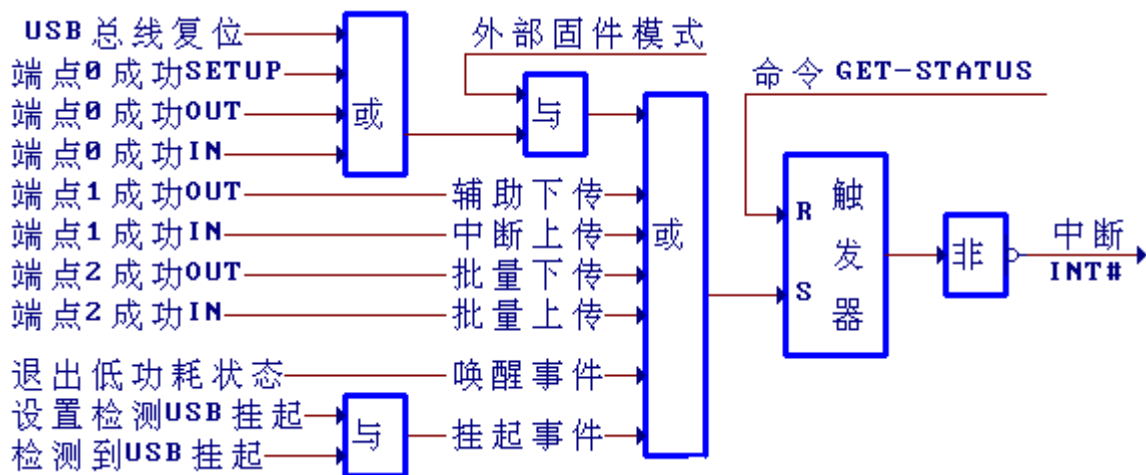 USB 总线复位
外部固件模式
端点0 成功SETUP
命令 GET-STATUS
端点0 成功OUT
或
与
端点0 成功IN
端点1 成功OUT
辅助下传
触发器
R
端点1 成功IN
中断上传
或
中断
端点2 成功OUT
批量下传
非
INT#
端点2 成功IN
批量上传
S
退出低功耗状态
唤醒事件
设置检测USB 挂起
与
挂起事件
检测到USB 挂起